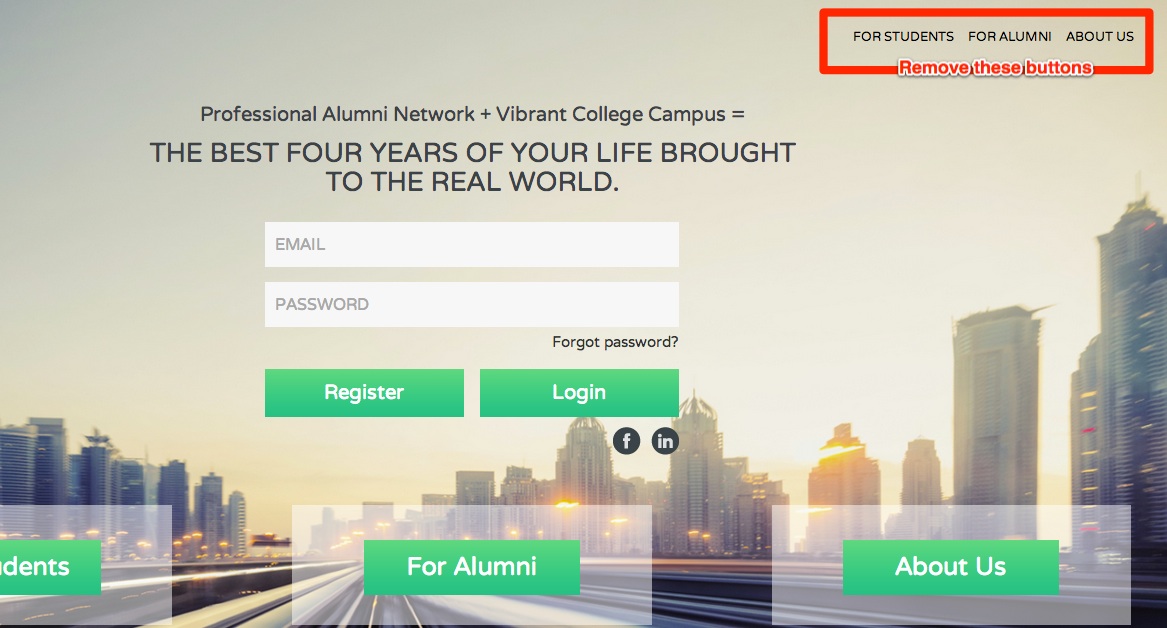 FOR STUDENTS FOR ALUMNI ABOUT US
Remove these buttons
Professional Alumni Network + Vibrant College Campus =
THE BEST FOUR YEARS OF YOUR LIFE BROUGHT
TO THE REAL WORLD.
EMAIL
PASSWORD
Forgot password?
Register Login
f in
dents For Alumni About Us